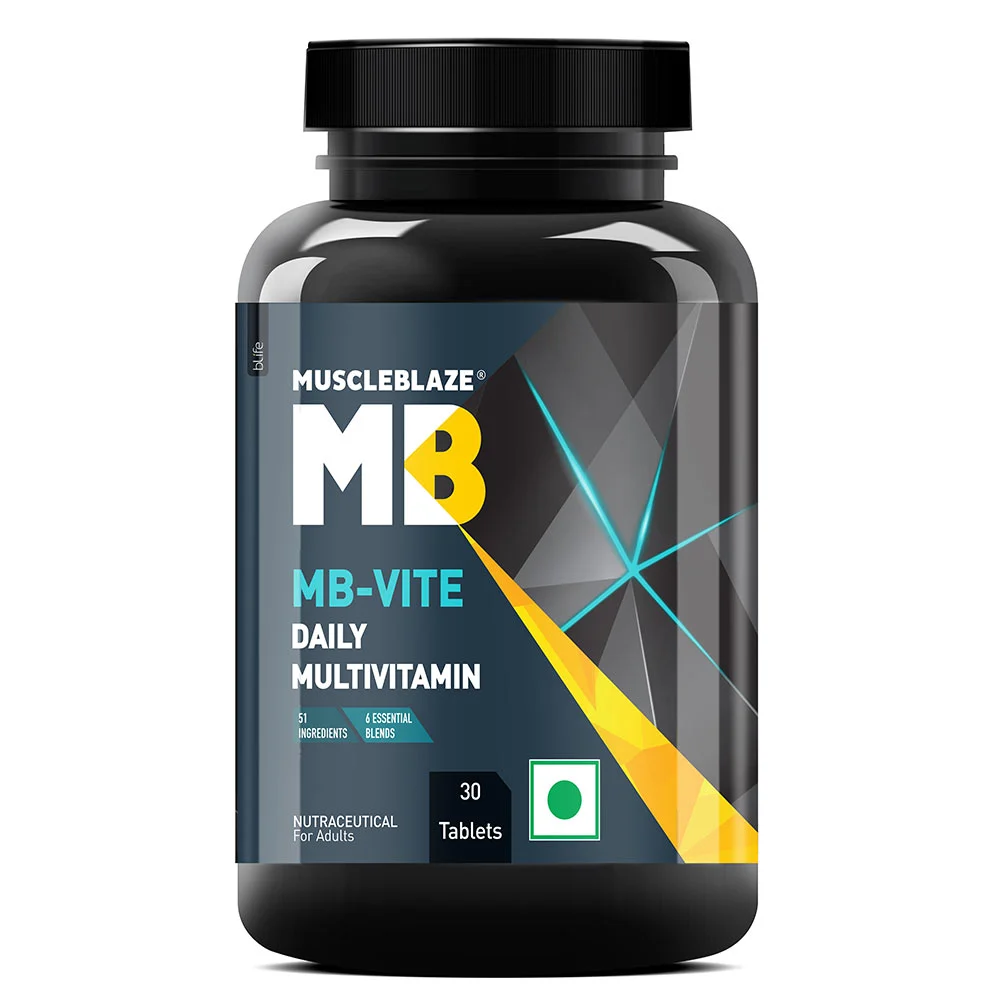 bLife
MUSCLEBLAZE®
MB
MB-VITE
DAILY
MULTIVITAMIN
51
INGREDIENTS
6 ESSENTIAL
BLENDS
30
Tablets
NUTRACEUTICAL
For Adults